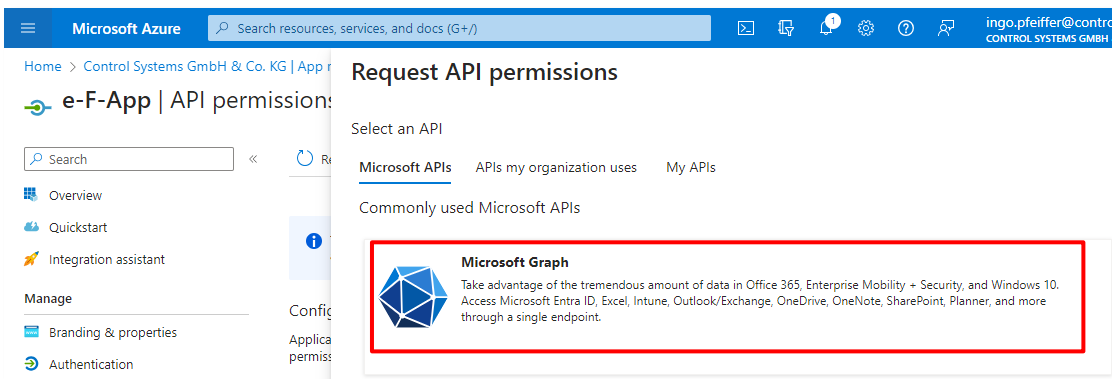 Microsoft Azure
Search resources, services, and docs (G+/)
1
ingo.pfeiffer@contro
CONTROL SYSTEMS GMBH &
Home > Control Systems GmbH & Co. KG | App r
e-F-App | API permissions
Search
«
Re
Overview
Quickstart
Integration assistant
Manage
Branding & properties
Authentication
Config
Applica
permiss
Request API permissions
Select an API
Microsoft APIs
APIs my organization uses
My APIs
Commonly used Microsoft APIs
Microsoft Graph
Take advantage of the tremendous amount of data in Office 365, Enterprise Mobility + Security, and Windows 10.
Access Microsoft Entra ID, Excel, Intune, Outlook/Exchange, OneDrive, OneNote, SharePoint, Planner, and more
through a single endpoint.